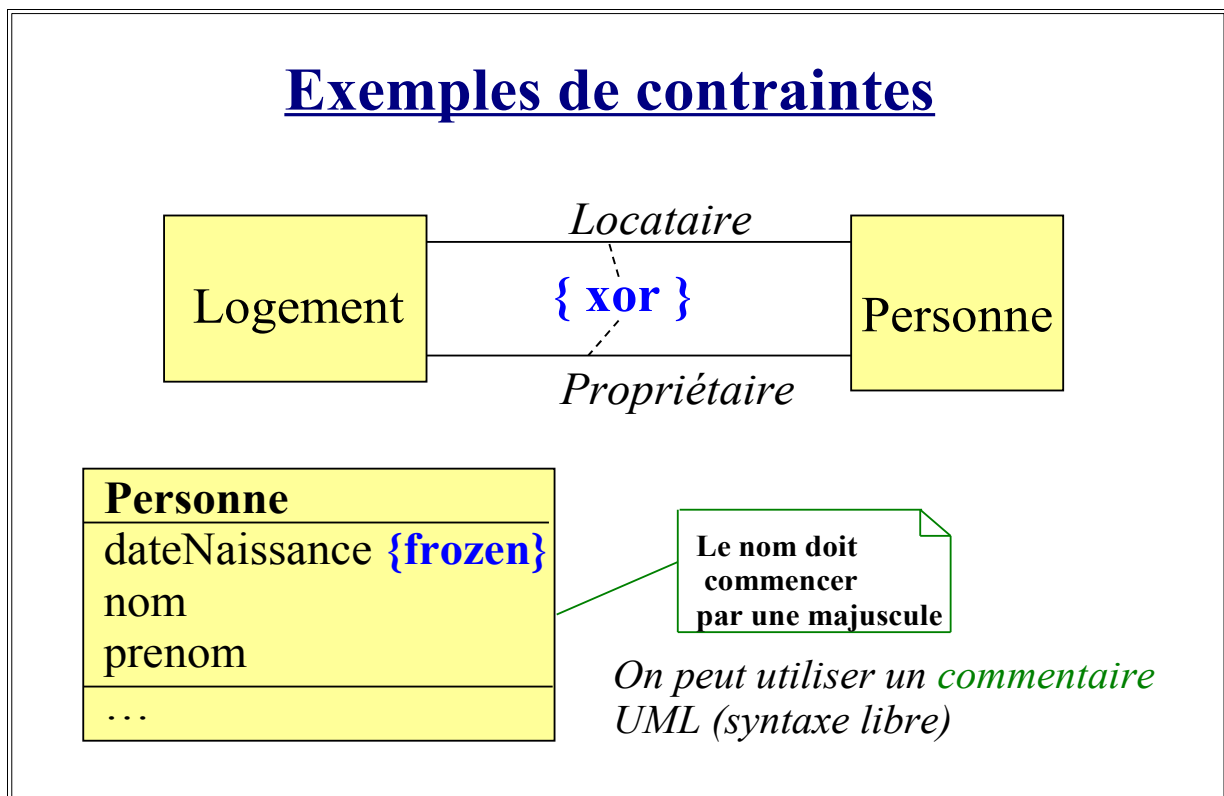 Exemples de contraintes
Locataire
Logement
{ xor }
Personne
Propriétaire
Personne
dateNaissance {frozen}
nom
prenom
…
Le nom doit
commencer
par une majuscule
On peut utiliser un commentaire
UML (syntaxe libre)